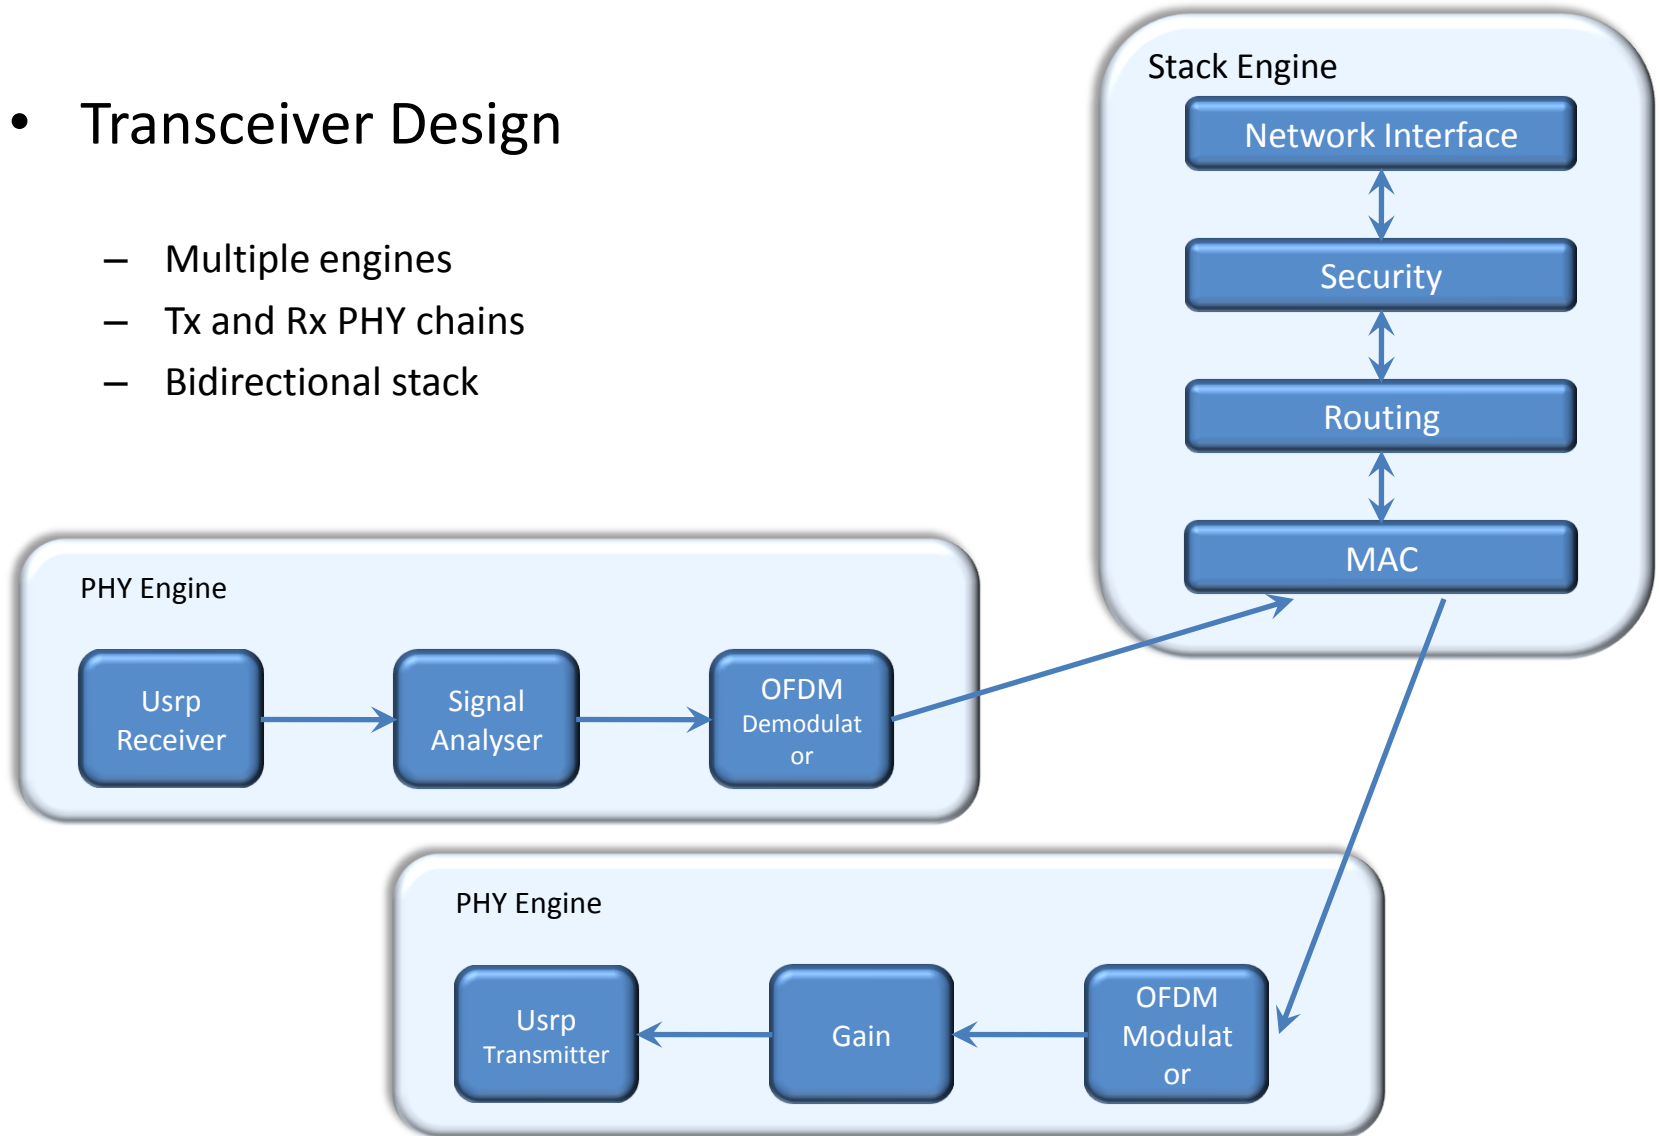 • Transceiver Design
– Multiple engines
– Tx and Rx PHY chains
– Bidirectional stack
Stack Engine
Network Interface
Security
Routing
MAC
PHY Engine
Usrp
Receiver
Signal
Analyser
OFDM
Demodulat
or
PHY Engine
Usrp
Transmitter
Gain
OFDM
Modulat
or